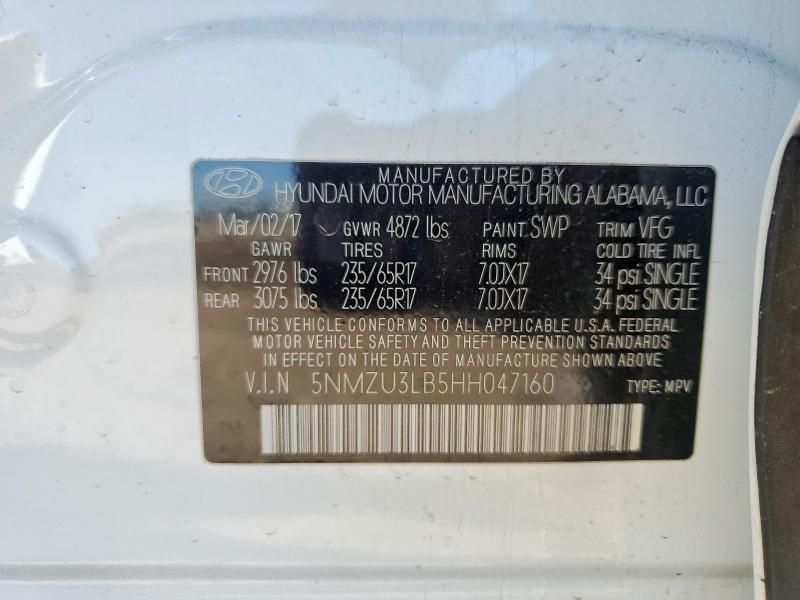 MANUFACTURED BY
HYUNDAI MOTOR MANUFACTURING ALABAMA, LLC
Mar/02/17 GVWR 4872 lbs PAINT: SWP TRIM VFG
GAWR TIRES RIMS COLD TIRE INFL
FRONT 2976 lbs 235/65R17 7.0JX17 34 psi SINGLE
REAR 3075 lbs 235/65R17 7.0JX17 34 psi SINGLE
THIS VEHICLE CONFORMS TO ALL APPLICABLE U.S.A. FEDERAL
MOTOR VEHICLE SAFETY AND THEFT PREVENTION STANDARDS
IN EFFECT ON THE DATE OF MANUFACTURE SHOWN ABOVE
V.I.N 5NMZU3LB5HH047160 TYPE: MPV